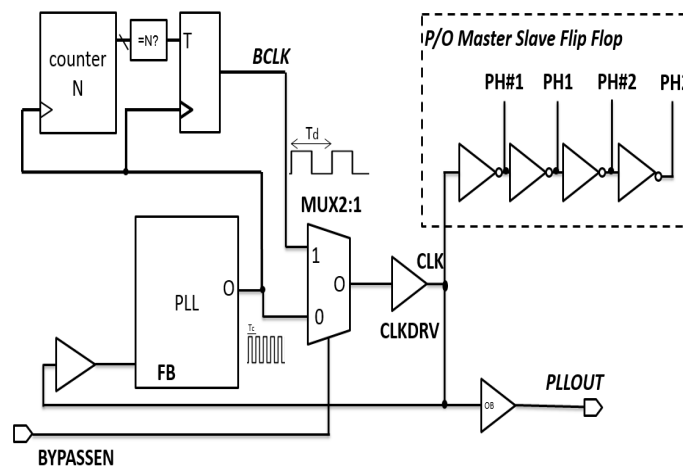 P/O Master Slave Flip Flop
counter
N
=N?
T
BCLK
PH#1 PH1 PH#2 PH2
Td
MUX2:1
1
O
0
PLL
O
FB
Tc
CLK
CLKDRV
OB
PLLOUT
BYPASSEN